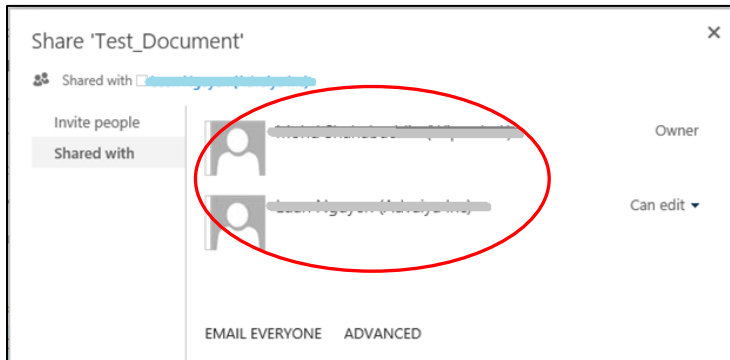 Share 'Test_Document'
Shared with
Invite people
Shared with
Owner
Can edit
EMAIL EVERYONE ADVANCED